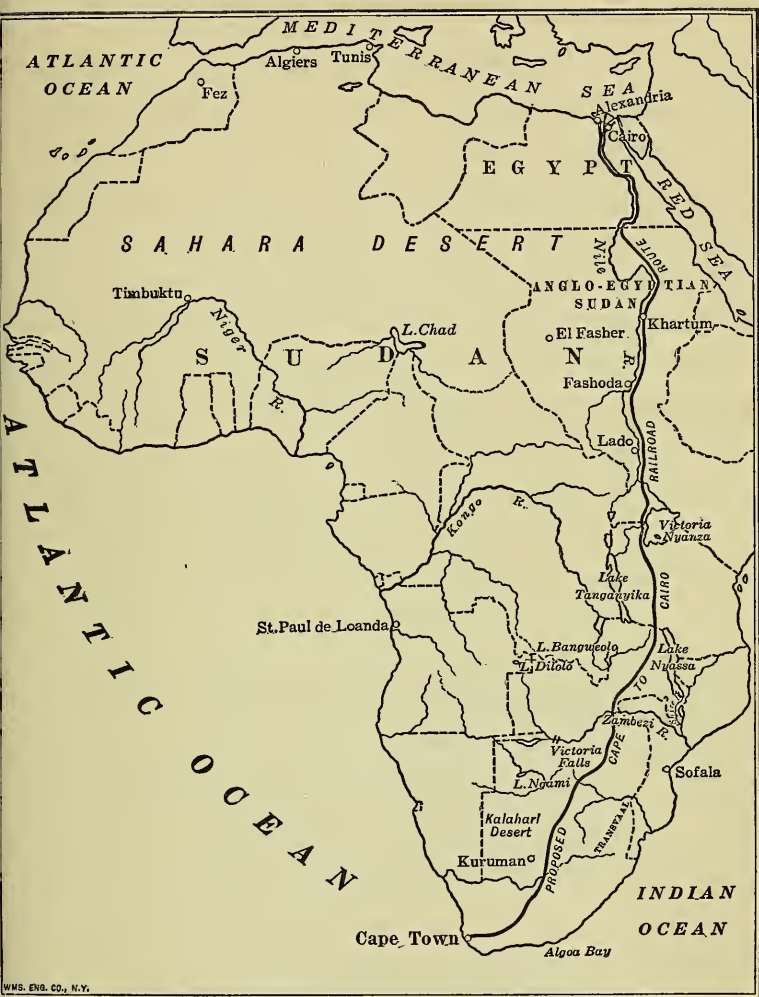 MEDITERRANEAN SEA
ATLANTIC
OCEAN
Algiers
Tunis
Fez
Alexandria
Cairo
EGYPT
RED SEA
SAHARA DESERT
Nile
ROUTE
ANGLO-EGYPTIAN
SUDAN
Timbuktu
Niger
R.
L.Chad
Khartum
El Fasher
SUDAN
R.
Fashoda
Lado
RAILROAD
ATLANTIC OCEAN
Kongo R.
Victoria
Nyanza
Lake
Tanganyika
CAIRO
St.Paul de Loanda
L.Bangweolo
L.Dilolo
Lake
Nyassa
TO
Zambezi R.
CAPE
Victoria
Falls
L.Ngami
Sofala
Kalahari
Desert
TRANSVAAL
Kuruman
PROPOSED
INDIAN
OCEAN
Cape Town
Algoa Bay
WMS. ENG. CO., N.Y.